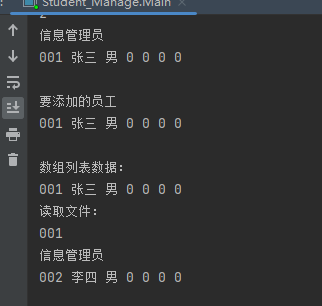 Student_Manage.Main
2
信息管理员
001 张三 男 0 0 0 0
要添加的员工
001 张三 男 0 0 0 0
数组列表数据:
001 张三 男 0 0 0 0
读取文件:
001
信息管理员
002 李四 男 0 0 0 0